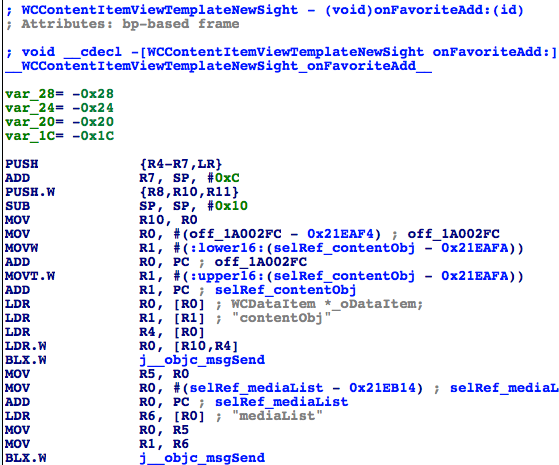 ; WCContentItemViewTemplateNewSight - (void)onFavoriteAdd:(id)
; Attributes: bp-based frame
; void __cdecl -[WCContentItemViewTemplateNewSight onFavoriteAdd:]
__WCContentItemViewTemplateNewSight_onFavoriteAdd__
var_28= -0x28
var_24= -0x24
var_20= -0x20
var_1C= -0x1C
PUSH {R4-R7,LR}
ADD R7, SP, #0xC
PUSH.W {R8,R10,R11}
SUB SP, SP, #0x10
MOV R10, R0
MOV R0, #(off_1A002FC - 0x21EAF4) ; off_1A002FC
MOVW R1, #(:lower16:(selRef_contentObj - 0x21EAFA))
ADD R0, PC ; off_1A002FC
MOVT.W R1, #(:upper16:(selRef_contentObj - 0x21EAFA))
ADD R1, PC ; selRef_contentObj
LDR R0, [R0] ; WCDataItem *_oDataItem;
LDR R1, [R1] ; "contentObj"
LDR R4, [R0]
LDR.W R0, [R10,R4]
BLX.W j__objc_msgSend
MOV R5, R0
MOV R0, #(selRef_mediaList - 0x21EB14) ; selRef_mediaL
ADD R0, PC ; selRef_mediaList
LDR R6, [R0] ; "mediaList"
MOV R0, R5
MOV R1, R6
BLX.W j__objc_msgSend